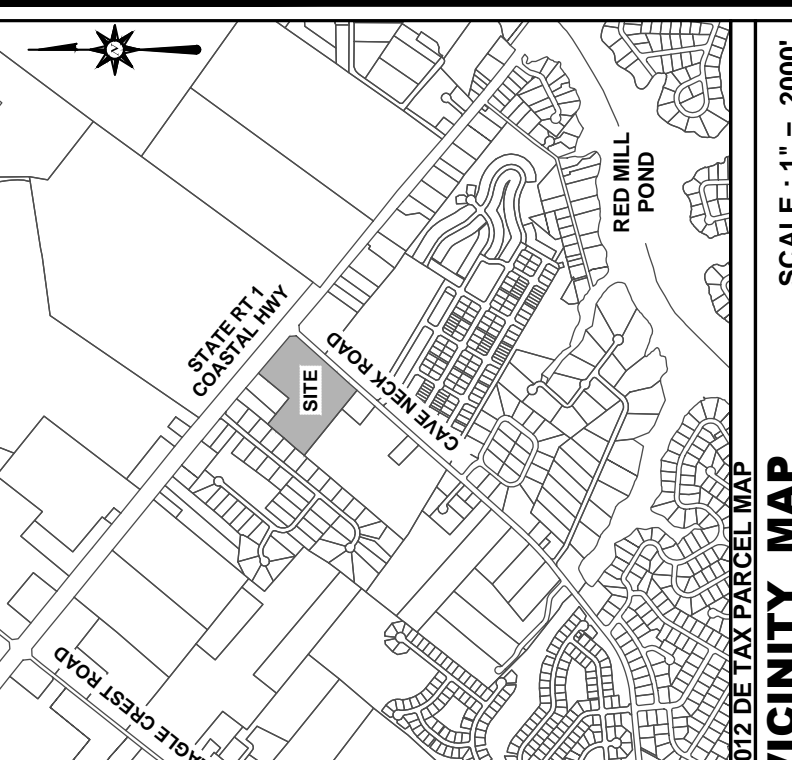 N
STATE RT 1
COASTAL HWY
RED MILL
POND
SITE
CAVE NECK ROAD
EAGLE CREST ROAD
012 DE TAX PARCEL MAP
SCALE : 1" = 2000'
VICINITY MAP